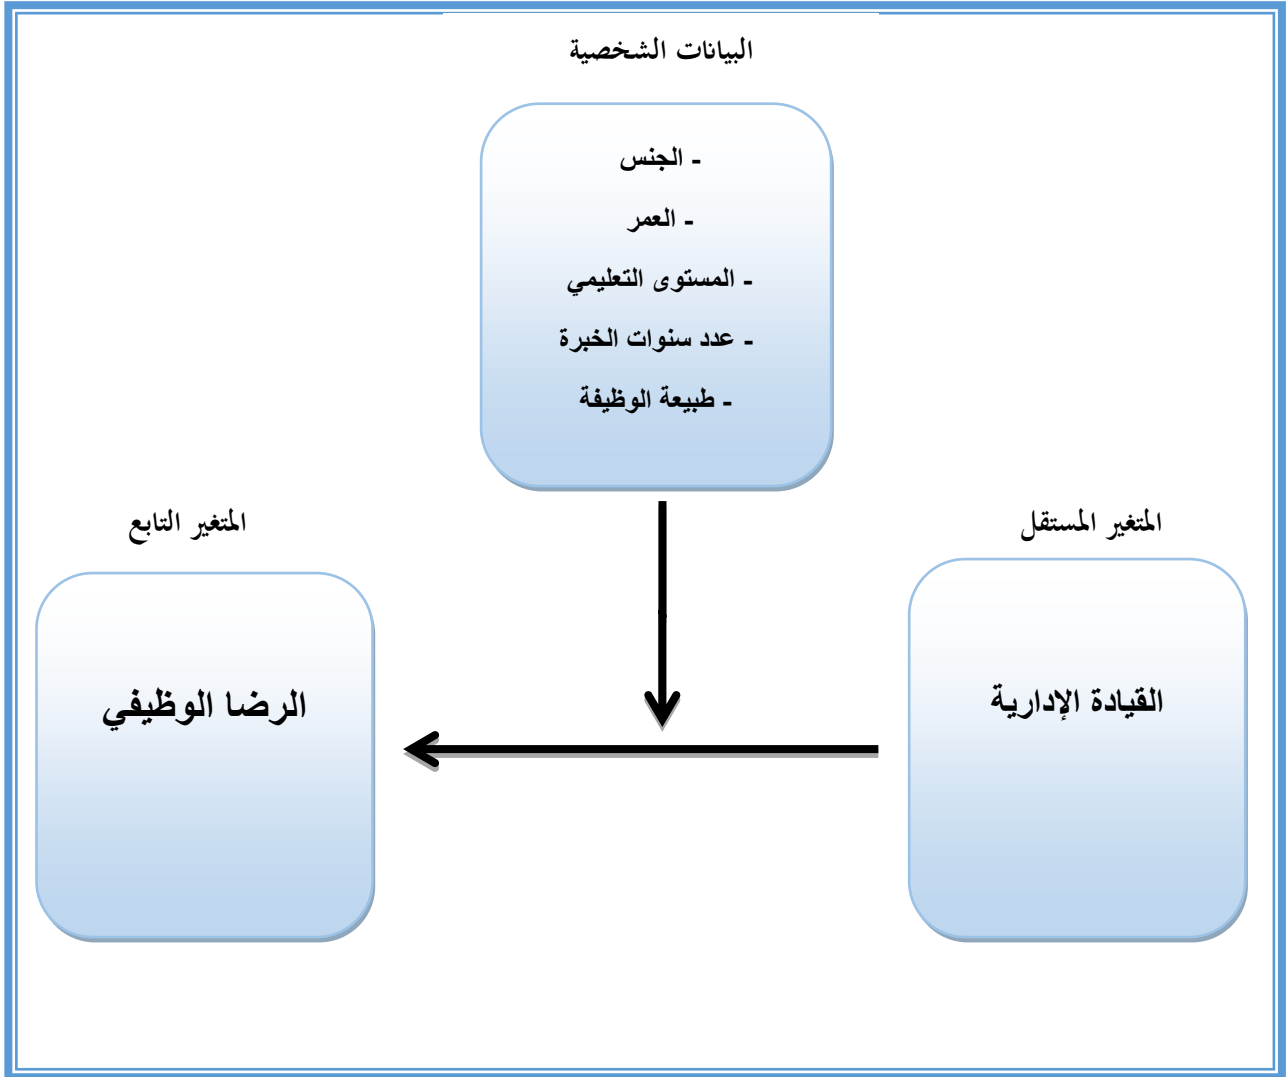 البيانات الشخصية
- الجنس
- العمر
- المستوى التعليمي
- عدد سنوات الخبرة
- طبيعة الوظيفة
المتغير المستقل
القيادة الإدارية
المتغير التابع
الرضا الوظيفي